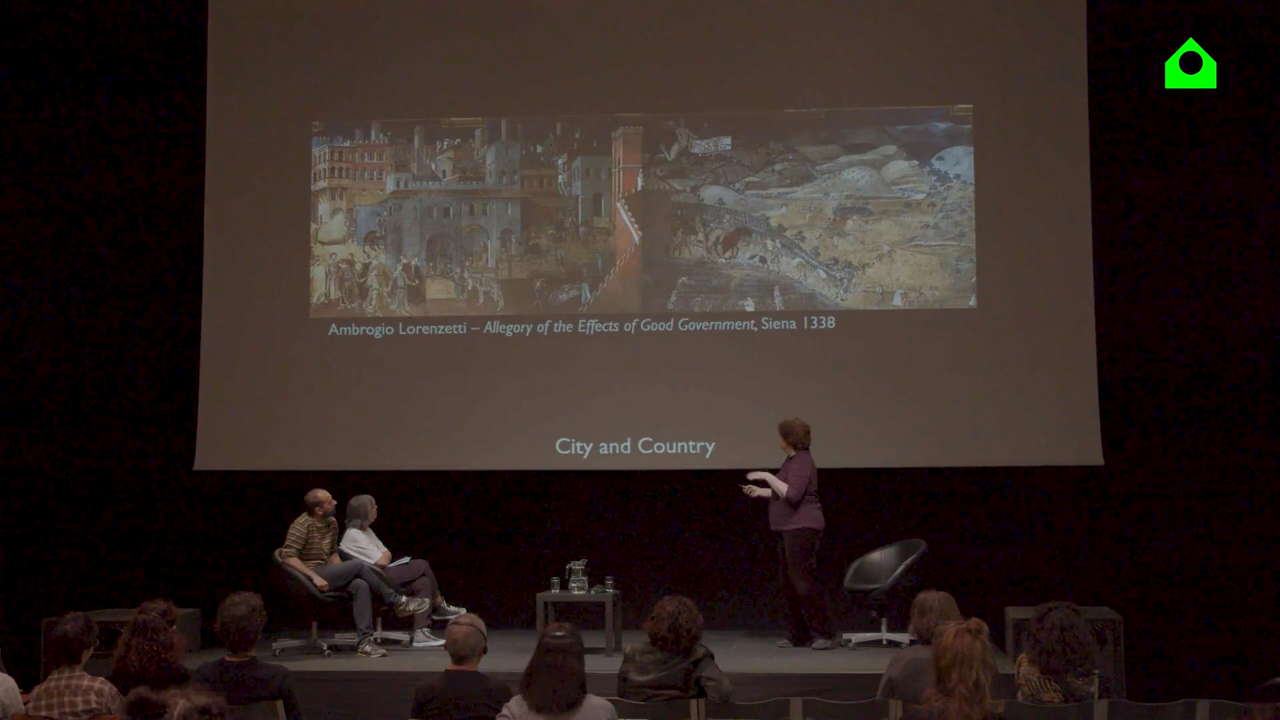 Ambrogio Lorenzetti – Allegory of the Effects of Good Government, Siena 1338
City and Country